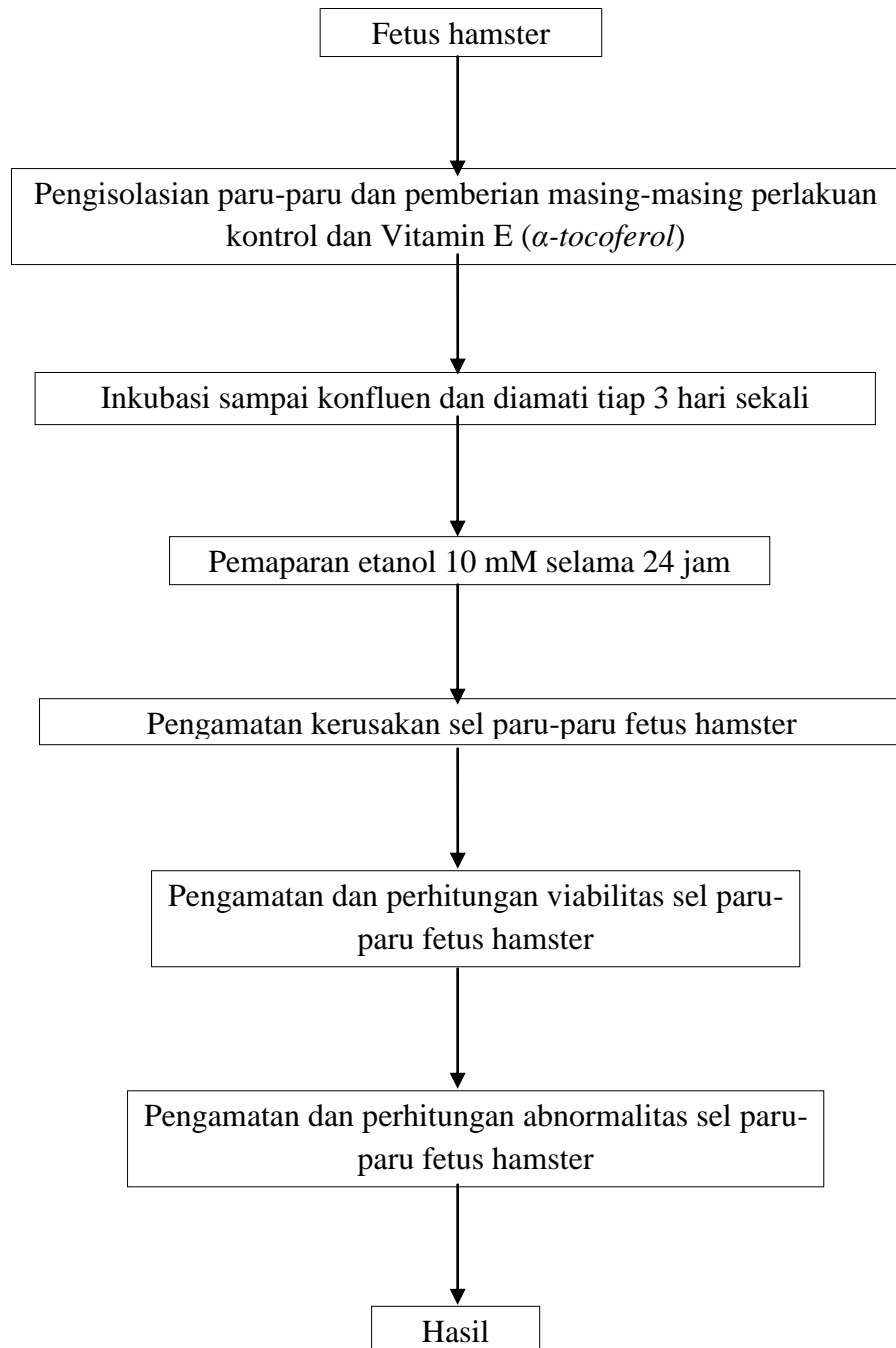 Fetus hamster
Pengisolasian paru-paru dan pemberian masing-masing perlakuan
kontrol dan Vitamin E (α-tocoferol)
Inkubasi sampai konfluen dan diamati tiap 3 hari sekali
Pemaparan etanol 10 mM selama 24 jam
Pengamatan kerusakan sel paru-paru fetus hamster
Pengamatan dan perhitungan viabilitas sel paru-
paru fetus hamster
Pengamatan dan perhitungan abnormalitas sel paru-
paru fetus hamster
Hasil